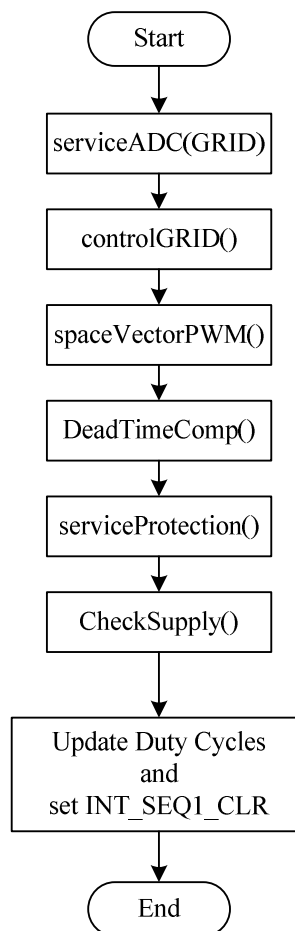 Start
serviceADC(GRID)
controlGRID()
spaceVectorPWM()
DeadTimeComp()
serviceProtection()
CheckSupply()
Update Duty Cycles
and
set INT_SEQ1_CLR
End